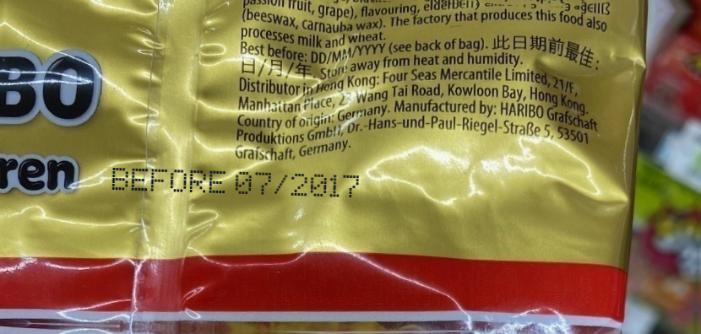 passion fruit, grape), flavouring,
(beeswax, carnauba wax). The factory that produces this food also
processes milk and wheat.
Best before: DD/MM/YYYY (see back of bag). 此日期前最佳:
日/月/年. Store away from heat and humidity.
Distributor in Hong Kong: Four Seas Mercantile Limited, 21/F,
Manhattan Place, 23 Wang Tai Road, Kowloon Bay, Hong Kong.
Country of origin: Germany. Manufactured by: HARIBO Grafschaft
Produktions GmbH, Dr.-Hans-und-Paul-Riegel-Straße 5, 53501
Grafschaft, Germany.
BO
ren
BEFORE 07/2017